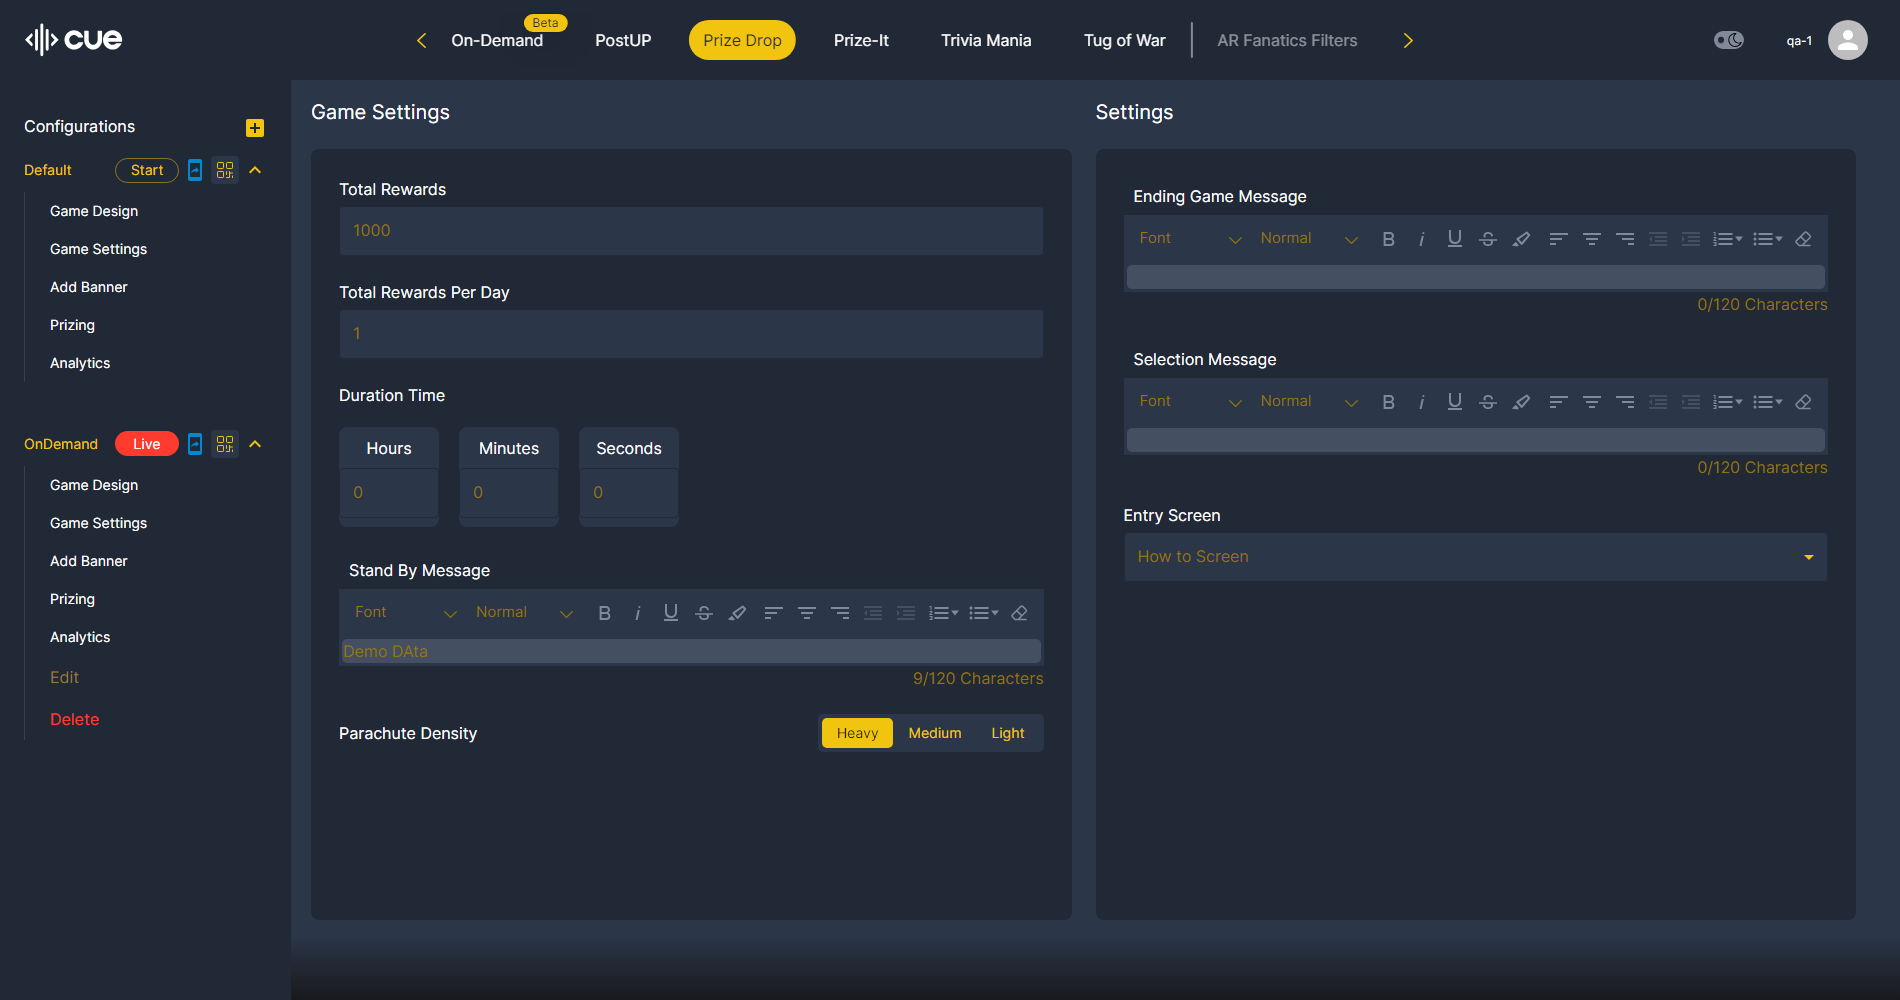 cue
On-Demand
Beta
PostUP
Prize Drop
Prize-It
Trivia Mania
Tug of War
AR Fanatics Filters
qa-1
Configurations
Default
Start
Game Design
Game Settings
Add Banner
Prizing
Analytics
OnDemand
Live
Game Design
Game Settings
Add Banner
Prizing
Analytics
Edit
Delete
Game Settings
Total Rewards
1000
Total Rewards Per Day
1
Duration Time
Hours
Minutes
Seconds
0
0
0
Stand By Message
Font
Normal
Demo DAta
9/120 Characters
Parachute Density
Heavy
Medium
Light
Settings
Ending Game Message
Font
Normal
0/120 Characters
Selection Message
Font
Normal
0/120 Characters
Entry Screen
How to Screen